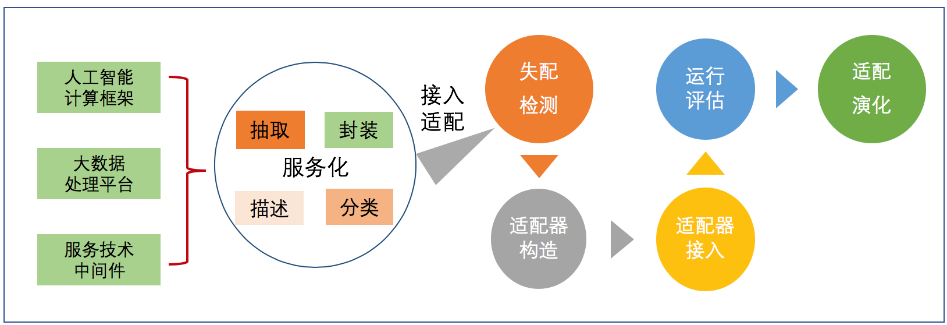 人工智能
计算框架
大数据
处理平台
服务技术
中间件
抽取
封装
服务化
描述
分类
接入
适配
失配
检测
适配器
构造
适配器
接入
运行
评估
适配
演化